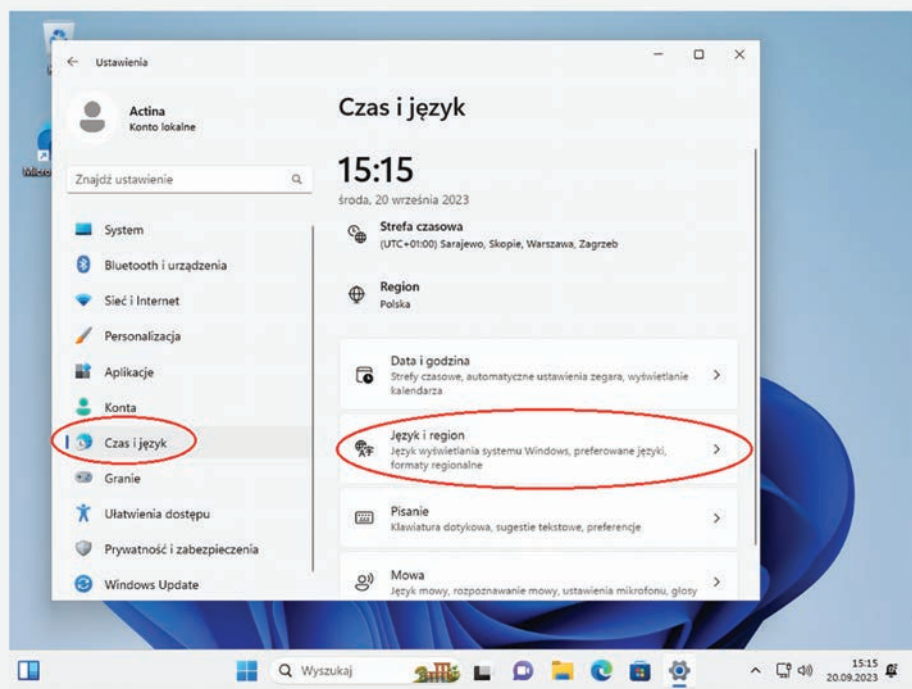 Ustawienia
Actina
Konto lokalne
Znajdź ustawienie
System
Bluetooth i urządzenia
Sieć i Internet
Personalizacja
Aplikacje
Konta
Czas i język
Granie
Ułatwienia dostępu
Prywatność i zabezpieczenia
Windows Update
Czas i język
15:15
środa, 20 września 2023
Strefa czasowa
(UTC+01:00) Sarajewo, Skopie, Warszawa, Zagrzeb
Region
Polska
Data i godzina
Strefy czasowe, automatyczne ustawienia zegara, wyświetlanie
kalendarza
Język i region
Język wyświetlania systemu Windows, preferowane języki,
formaty regionalne
Pisanie
Klawiatura dotykowa, sugestie tekstowe, preferencje
Mowa
Język mowy, rozpoznawanie mowy, ustawienia mikrofonu, głosy
Wyszukaj
15:15
20.09.2023